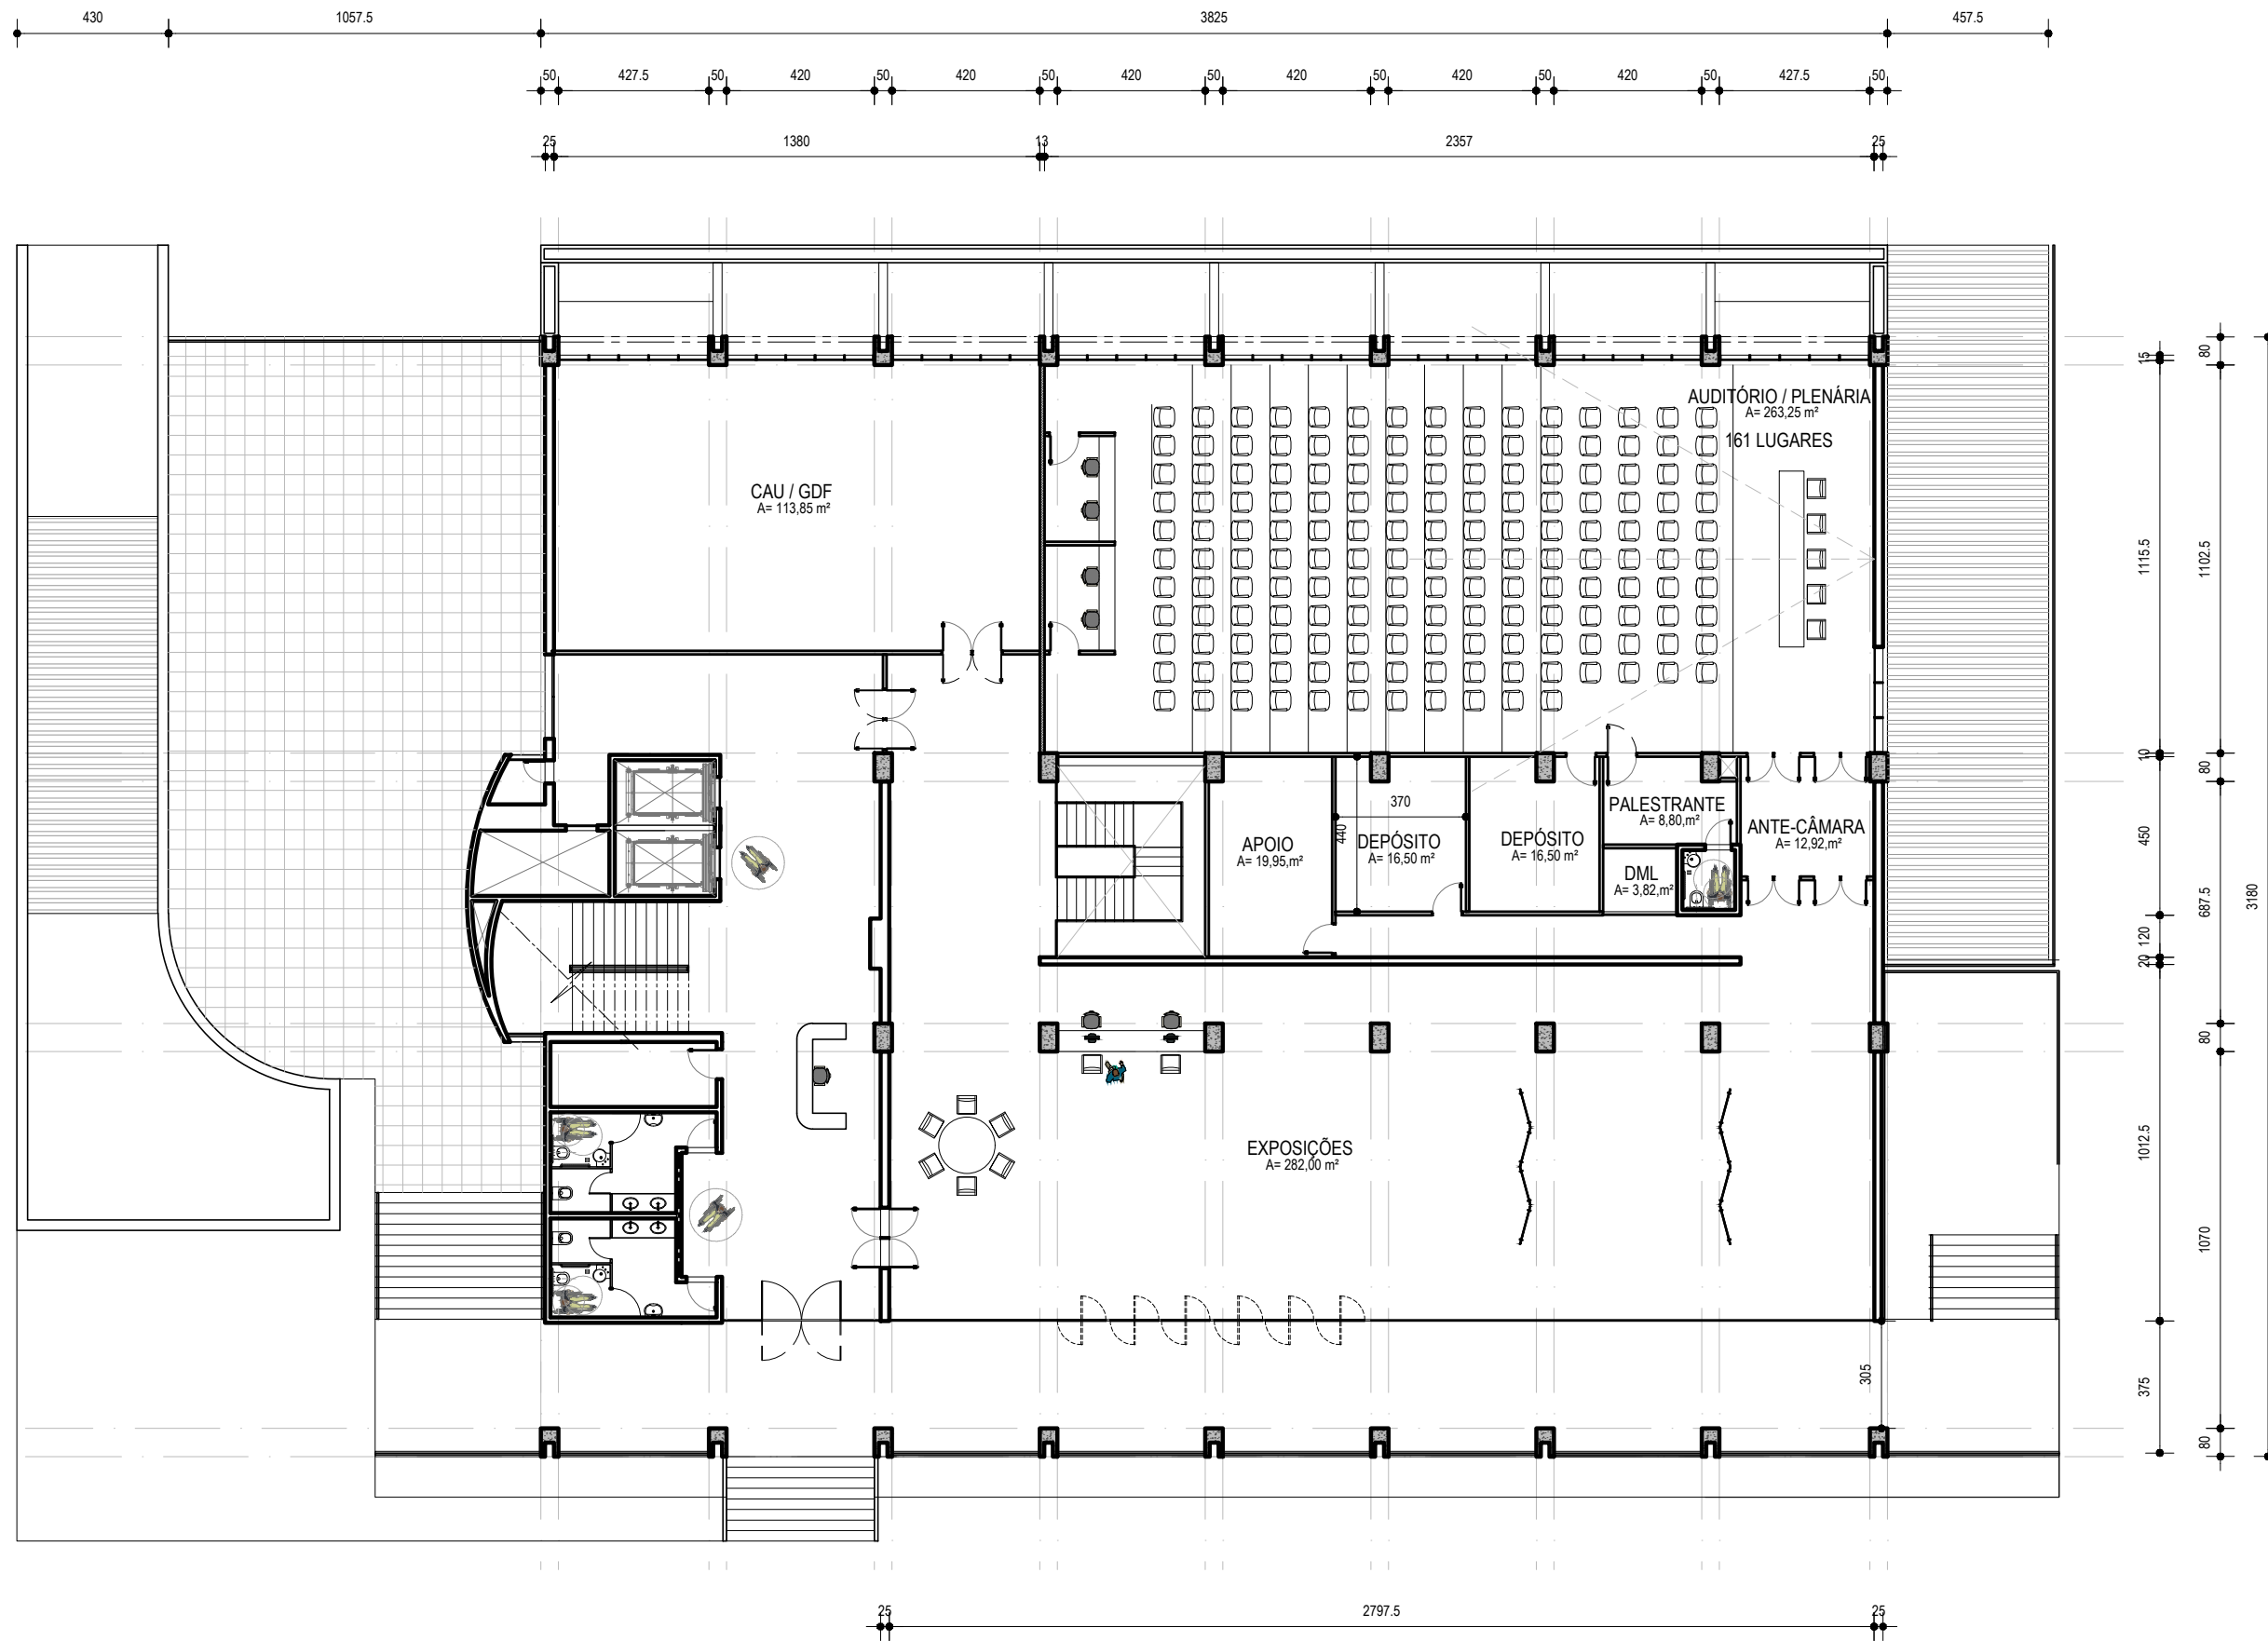 430
1057.5
3825
457.5
50
427.5
50
420
50
420
50
420
50
420
50
420
50
420
50
427.5
50
25
1380
13
2357
25
AUDITÓRIO / PLENÁRIA
A= 263,25 m²
161 LUGARES
CAU / GDF
A= 113,85 m²
15
80
1115.5
1102.5
10
80
370
440
PALESTRANTE
A= 8,80,m²
ANTE-CÂMARA
A= 12,92,m²
APOIO
A= 19,95,m²
DEPÓSITO
A= 16,50 m²
DEPÓSITO
A= 16,50 m²
DML
A= 3,82,m²
450
687.5
3180
120
20
80
EXPOSIÇÕES
A= 282,00 m²
1012.5
1070
305
375
80
25
2797.5
25